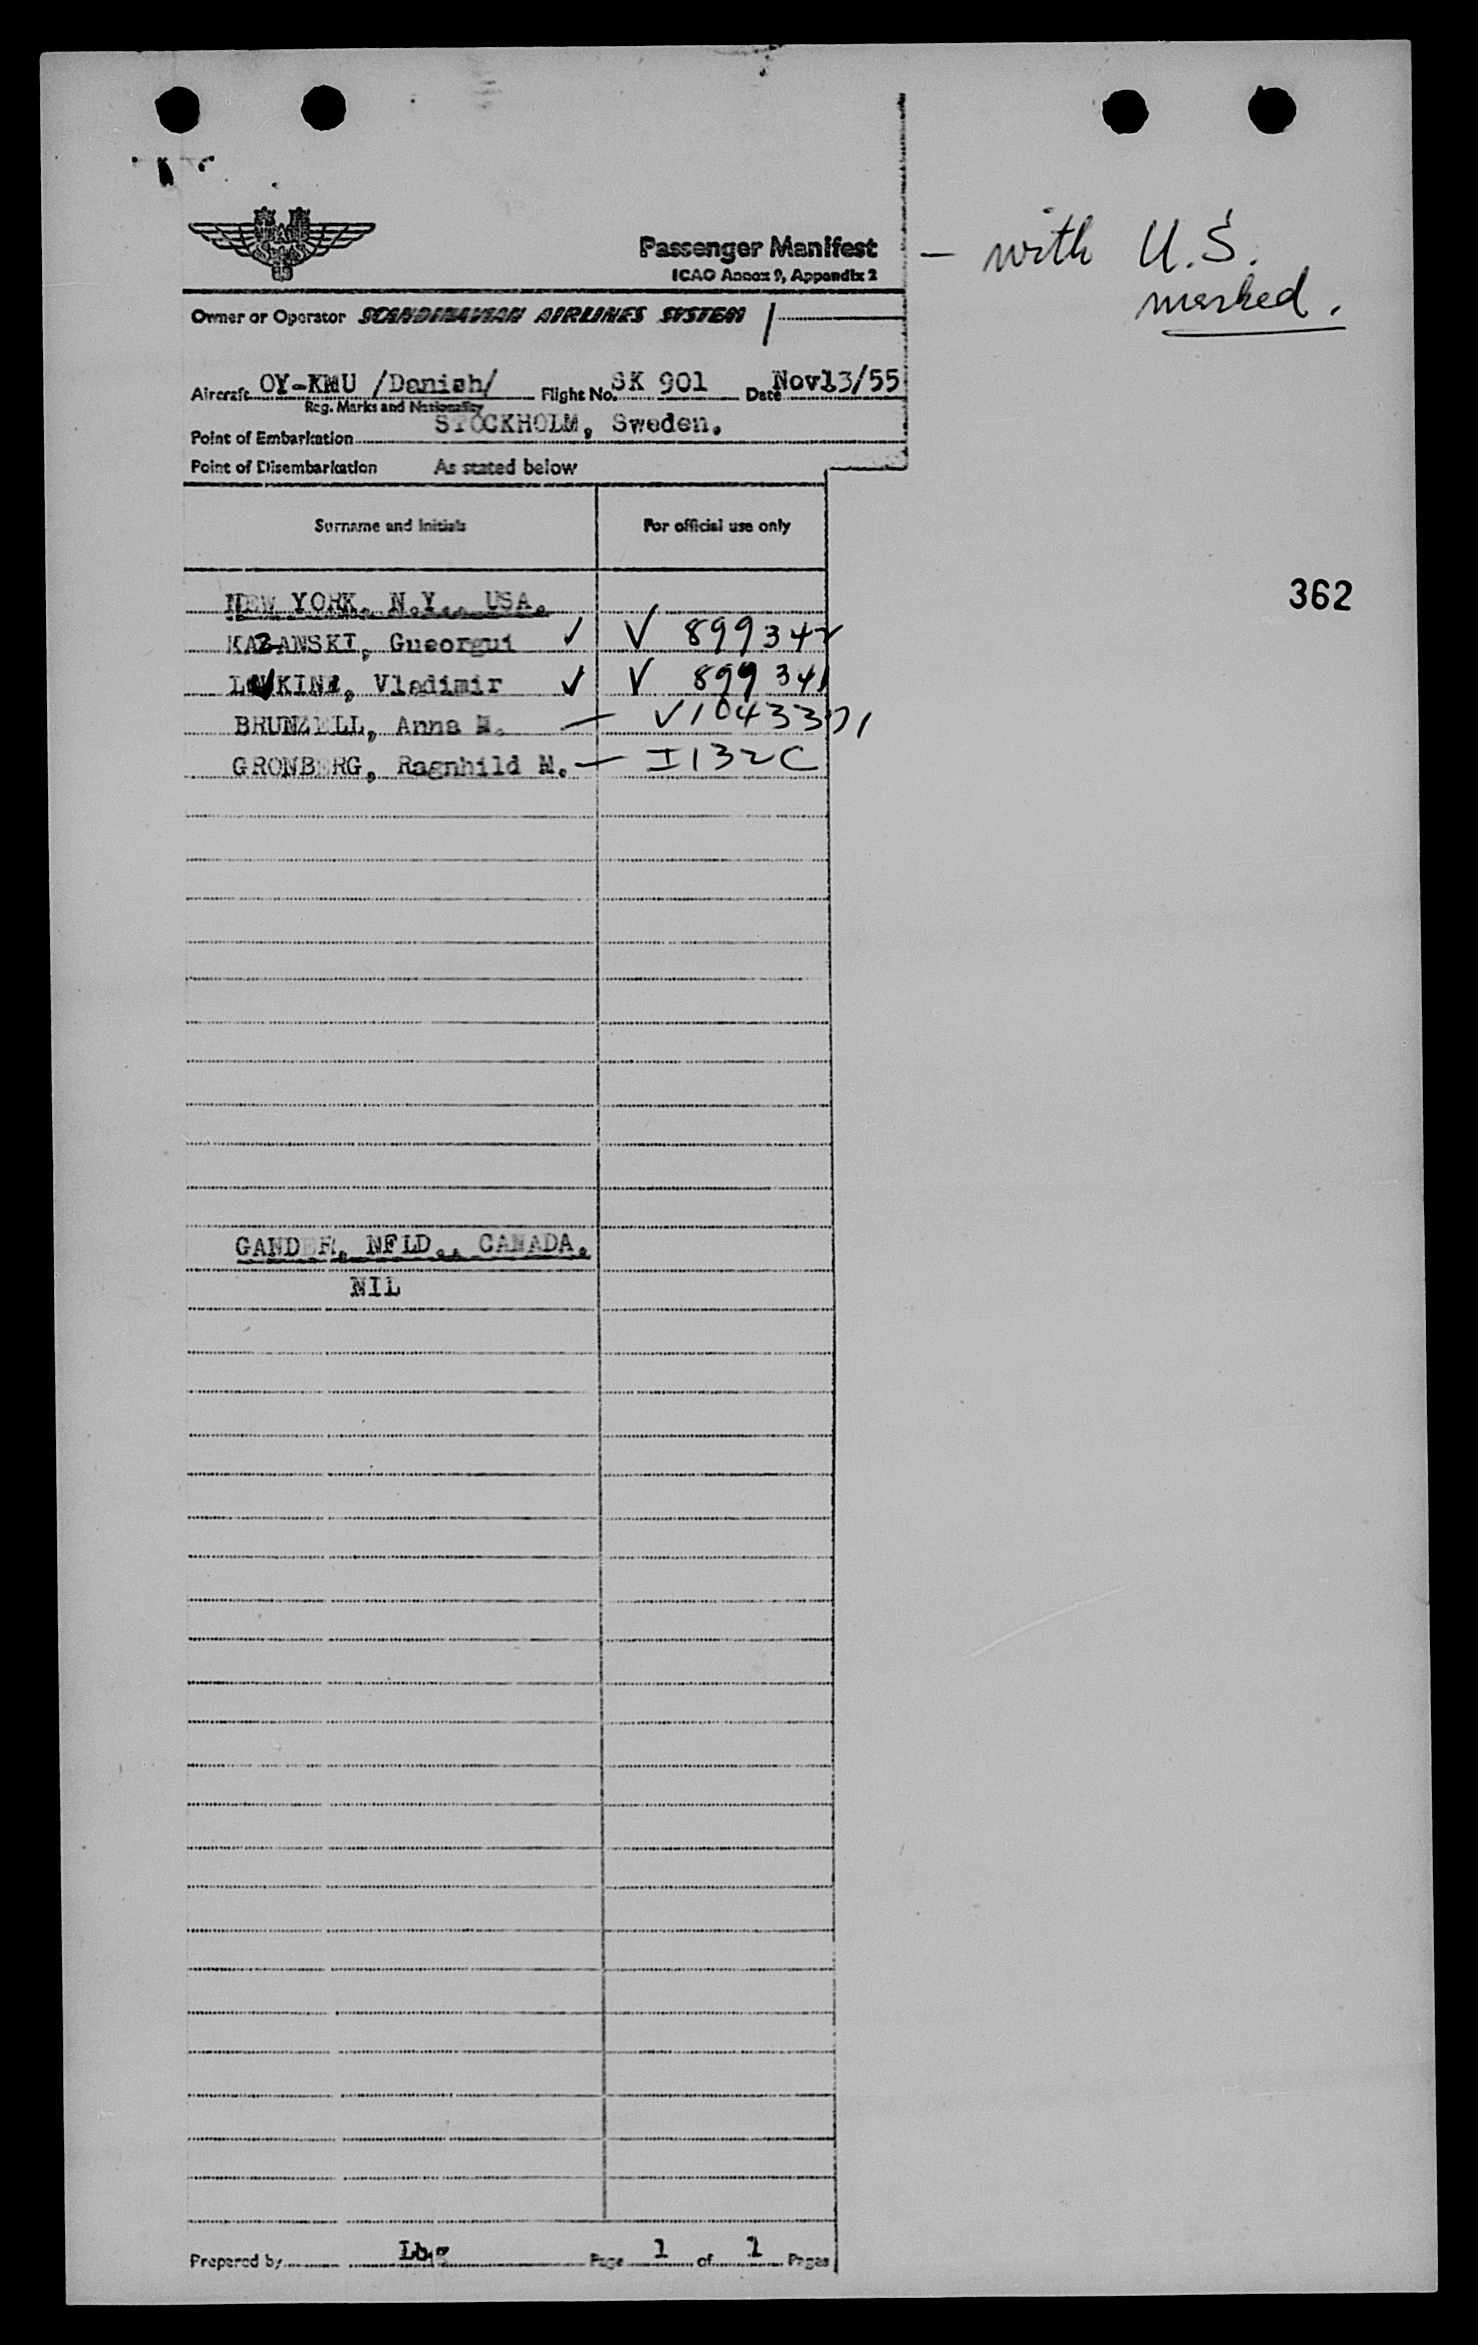 Passenger Manifest
ICAO Annex 9, Appendix 2
— with U.S.
marked.
Owner or Operator SCANDINAVIAN AIRLINES SYSTEM
Aircraft OY-KMU /Danish/ Flight No. SK 901 Date Nov13/55
Reg. Marks and Nationality
Point of Embarkation STOCKHOLM, Sweden.
Point of Disembarkation As stated below
Surname and Initials For official use only
362
NEW YORK, N.Y., USA.
KAZANSKI, Gueorgui ✓ V 899342
Vladimir ✓ V 899341
BRUNZELL, Anna M. — V1043371
GRONBERG, Ragnhild M. — I132C
GANDER, NFLD., CANADA.
NIL
Prepared by Page 1 of 1 Pages